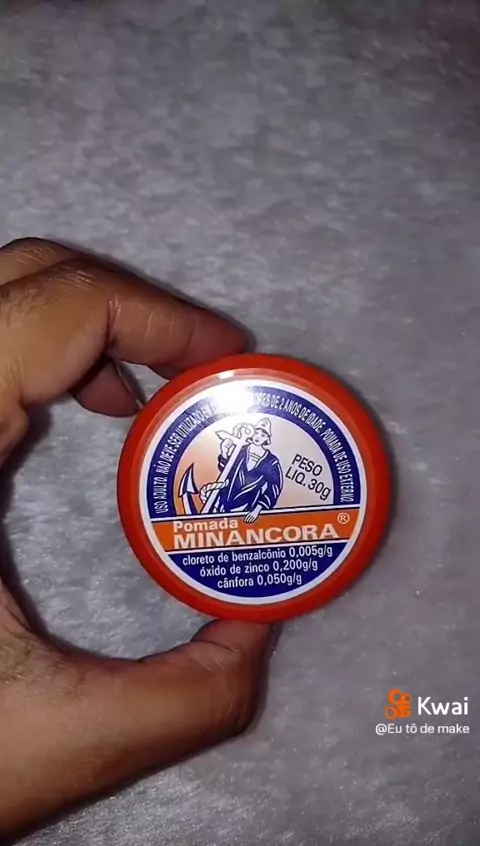 USO ADULTO. NÃO DEVE SER UTILIZADO EM ORES DE 2 ANOS DE IDADE. POMADA DE USO EXTERNO
PESO
LIQ. 30g
Pomada
MINANCORA®
cloreto de benzalcônio 0,005g/g
óxido de zinco 0,200g/g
cânfora 0,050g/g
Kwai
@Eu tô de make